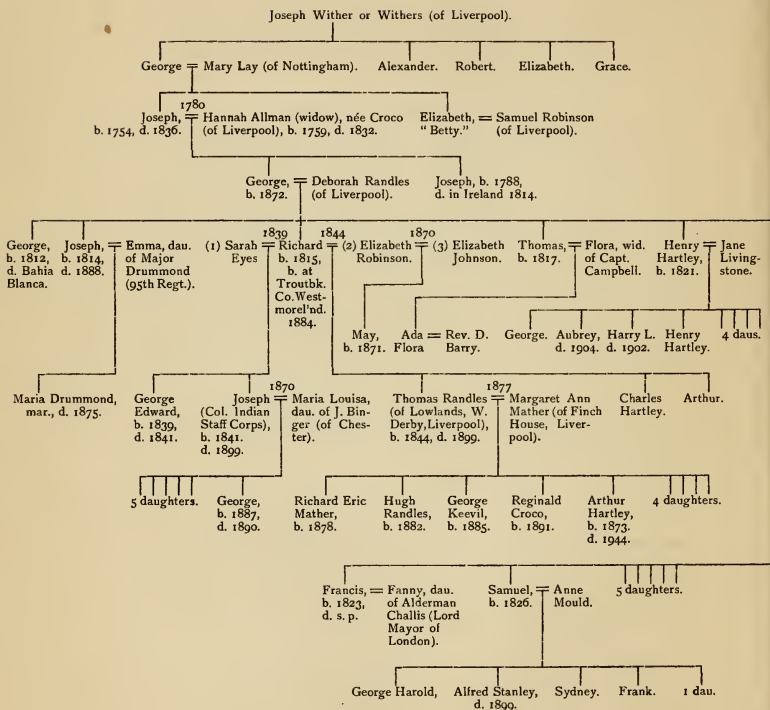 Joseph Wither or Withers (of Liverpool).
George = Mary Lay (of Nottingham). Alexander. Robert. Elizabeth. Grace.
1780
Joseph, = Hannah Allman (widow), née Croco Elizabeth, = Samuel Robinson
b. 1754, d. 1836. (of Liverpool), b. 1759, d. 1832. "Betty." (of Liverpool).
George, = Deborah Randles Joseph, b. 1788,
b. 1872. (of Liverpool). d. in Ireland 1814.
1839 1844 1870
George, Joseph, = Emma, dau. (1) Sarah = Richard = (2) Elizabeth = (3) Elizabeth Thomas, = Flora, wid. Henry = Jane
b. 1812, b. 1814, of Major Eyes b. 1815, Robinson. Johnson. b. 1817. of Capt. Hartley, Living-
d. Bahia d. 1888. Drummond b. at Campbell. b. 1821. stone.
Blanca. (95th Regt.). Troutbk.
Co.West-
morel'nd.
1884.
May, Ada = Rev. D. George. Aubrey, Harry L. Henry 4 daus.
b. 1871. Flora Barry. d. 1904. d. 1902. Hartley.
1870 1877
Maria Drummond, George Joseph = Maria Louisa, Thomas Randles = Margaret Ann Charles Arthur.
mar., d. 1875. Edward, (Col. Indian dau. of J. Bin- (of Lowlands, W. Mather (of Finch Hartley.
b. 1839, Staff Corps), ger (of Ches- Derby,Liverpool), House, Liver-
d. 1841. b. 1841. ter). b. 1844, d. 1899. pool).
d. 1899.
5 daughters. George, Richard Eric Hugh George Reginald Arthur 4 daughters.
b. 1887, Mather, Randles, Keevil, Croco, Hartley,
d. 1890. b. 1878. b. 1882. b. 1885. b. 1891. b. 1873.
d. 1944.
Francis, = Fanny, dau. Samuel, = Anne 5 daughters.
b. 1823, of Alderman b. 1826. Mould.
d. s. p. Challis (Lord
Mayor of
London).
George Harold, Alfred Stanley, Sydney. Frank. 1 dau.
d. 1899.